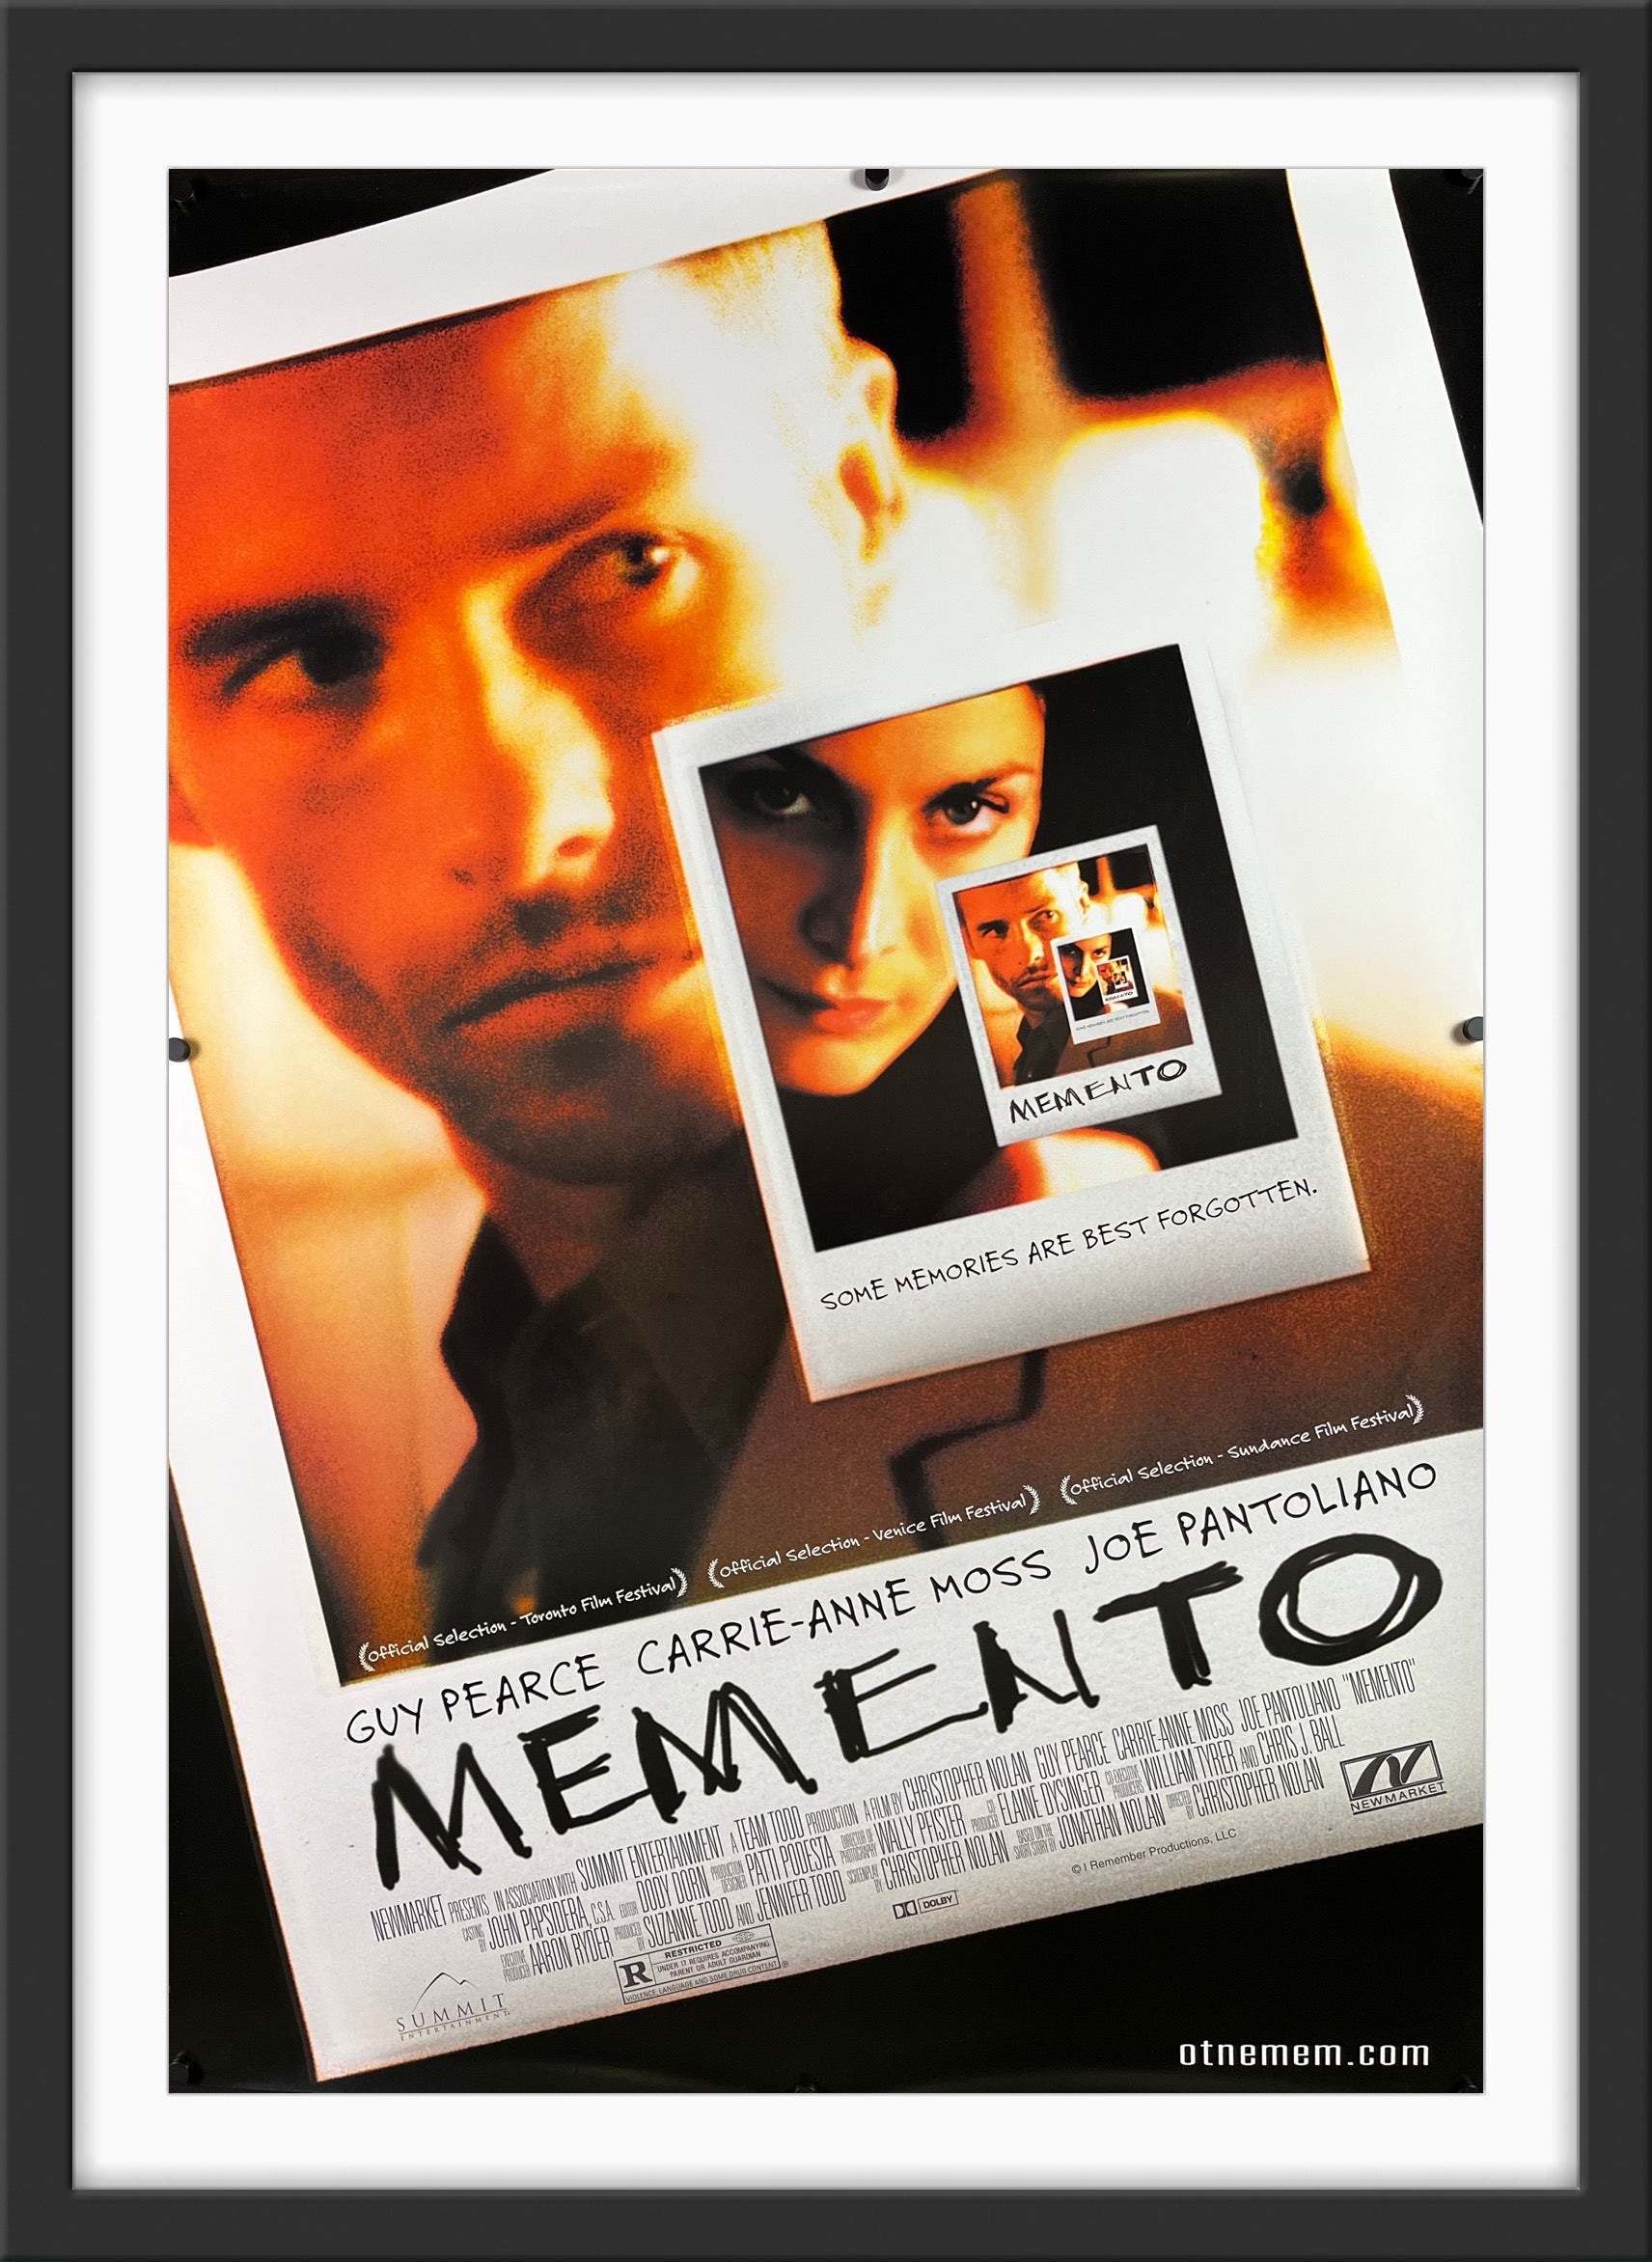 MEMENTO
SOME MEMORIES ARE BEST FORGOTTEN.
Official Selection - Toronto Film Festival
Official Selection - Venice Film Festival
Official Selection - Sundance Film Festival
GUY PEARCE CARRIE-ANNE MOSS JOE PANTOLIANO
MEMENTO
NEWMARKET PRESENTS IN ASSOCIATION WITH SUMMIT ENTERTAINMENT A TEAM TODD PRODUCTION A FILM BY CHRISTOPHER NOLAN GUY PEARCE CARRIE-ANNE MOSS JOE PANTOLIANO "MEMENTO"
CASTING BY JOHN PAPSIDERA, C.S.A. EDITOR DODY DORN PRODUCTION DESIGNER PATTI PODESTA DIRECTOR OF PHOTOGRAPHY WALLY PFISTER CO PRODUCER ELAINE DYSINGER CO-EXECUTIVE PRODUCERS WILLIAM TYRER AND CHRIS J. BALL
EXECUTIVE PRODUCER AARON RYDER PRODUCED BY SUZANNE TODD AND JENNIFER TODD SCREENPLAY BY CHRISTOPHER NOLAN BASED ON THE SHORT STORY BY JONATHAN NOLAN DIRECTED BY CHRISTOPHER NOLAN
NEWMARKET
SUMMIT
ENTERTAINMENT
R
RESTRICTED
UNDER 17 REQUIRES ACCOMPANYING
PARENT OR ADULT GUARDIAN
VIOLENCE, LANGUAGE AND SOME DRUG CONTENT
DOLBY
© I Remember Productions, LLC
otnemem.com